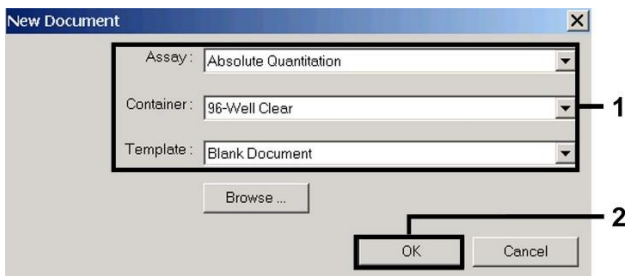 New Document
Assay: Absolute Quantitation
Container: 96-Well Clear
Template: Blank Document
1
Browse ...
2
OK Cancel